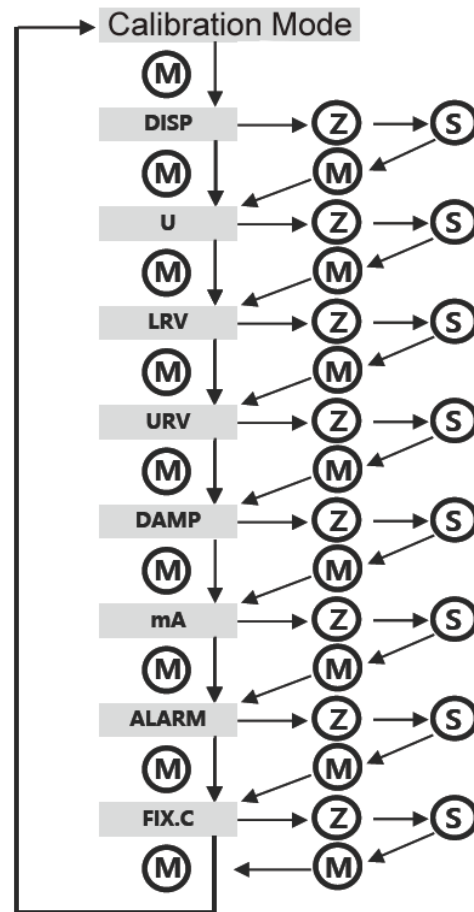 Calibration Mode
M
DISP Z S
M M
U Z S
M M
LRV Z S
M M
URV Z S
M M
DAMP Z S
M M
mA Z S
M M
ALARM Z S
M M
FIX.C Z S
M M